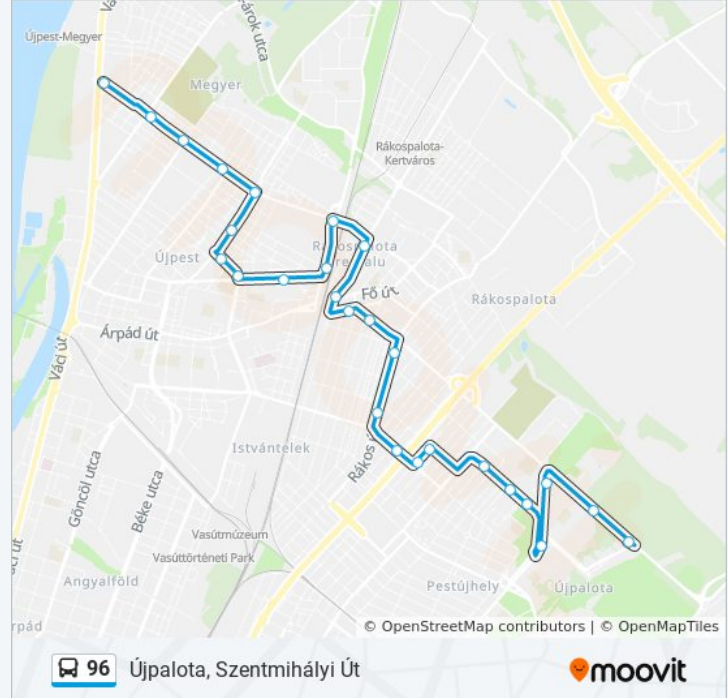 Újpest-Megyer
Megyer
Rákospalota-
Kertváros
Újpest
Fő út
Rákospalota
Árpád út
Váci út
Istvántelek
Göncöl utca
Béke utca
Vasútmúzeum
Vasúttörténeti Park
Angyalföld
Pestújhely
Újpalota
© OpenStreetMap contributors | © OpenMapTiles
96 Újpalota, Szentmihályi Út
moovit